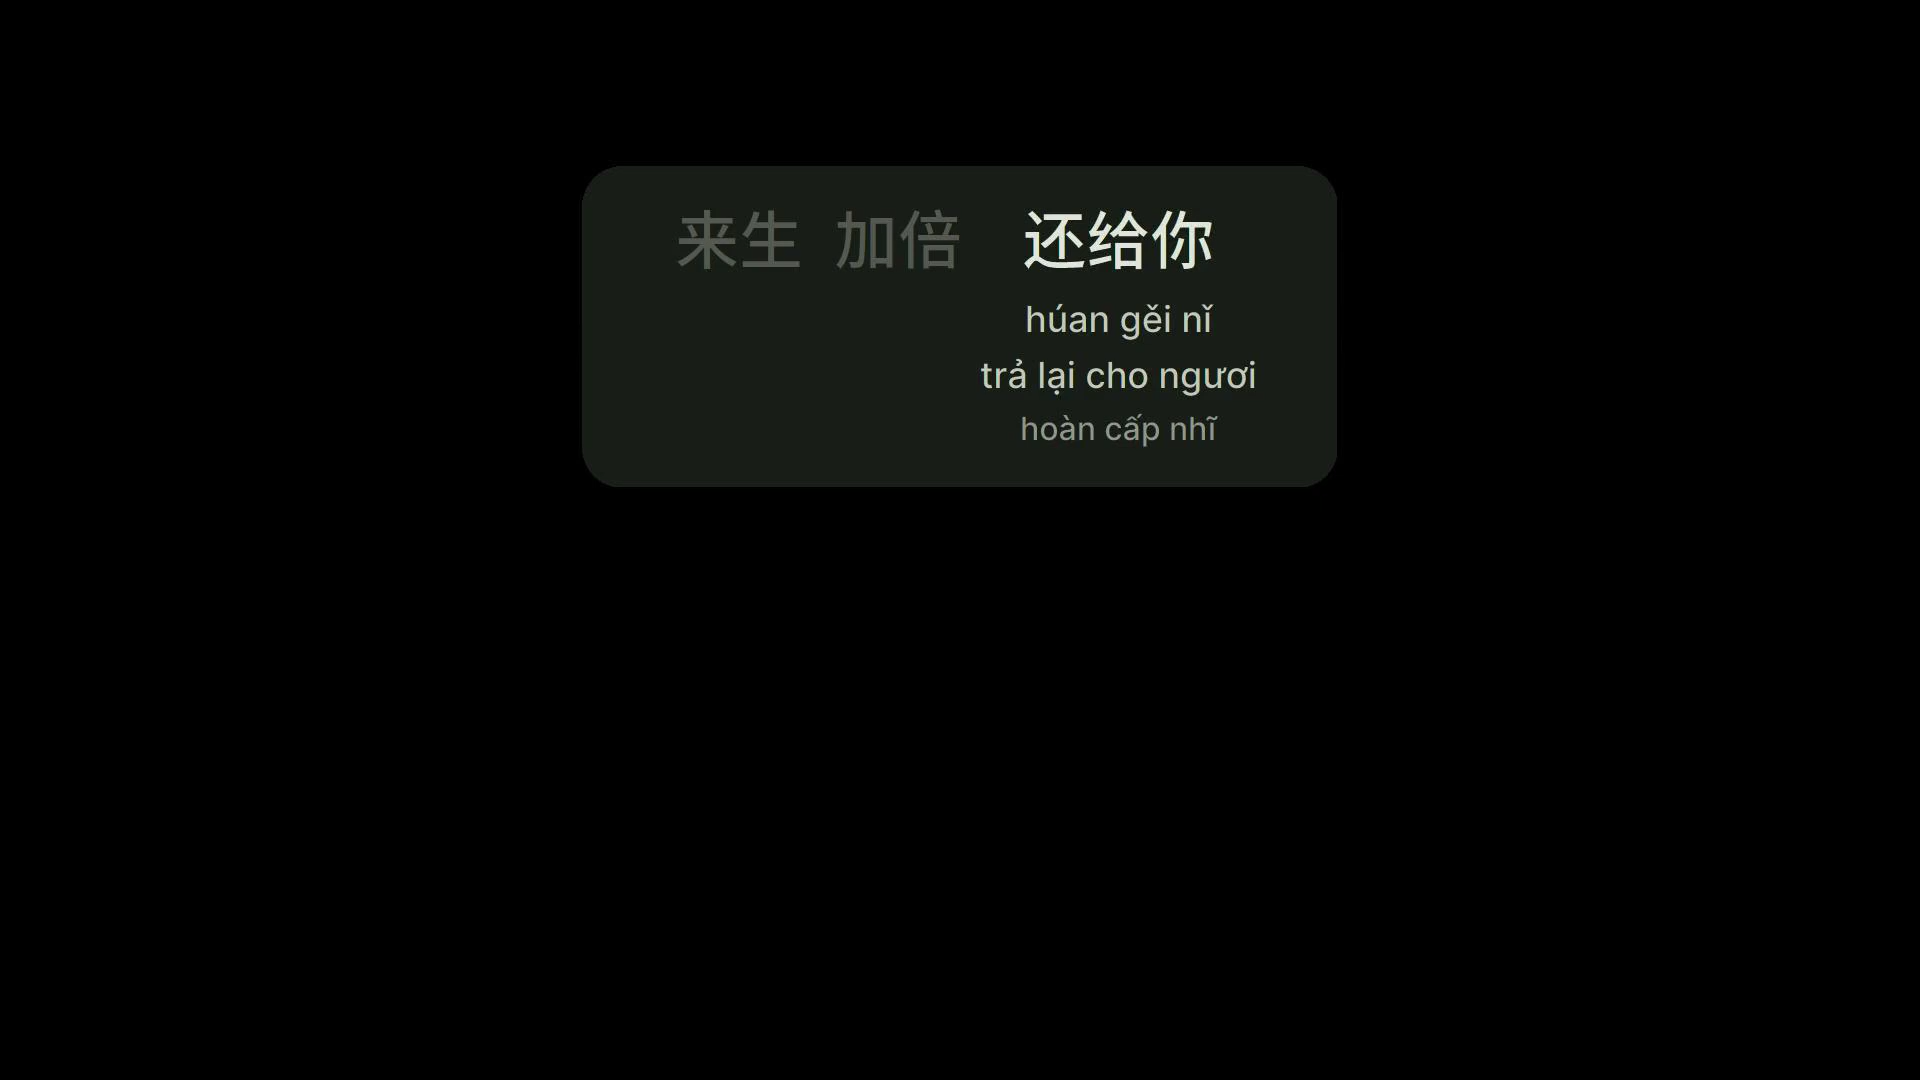 来生 加倍 还给你
húan gěi nǐ
trả lại cho ngươi
hoàn cấp nhĩ